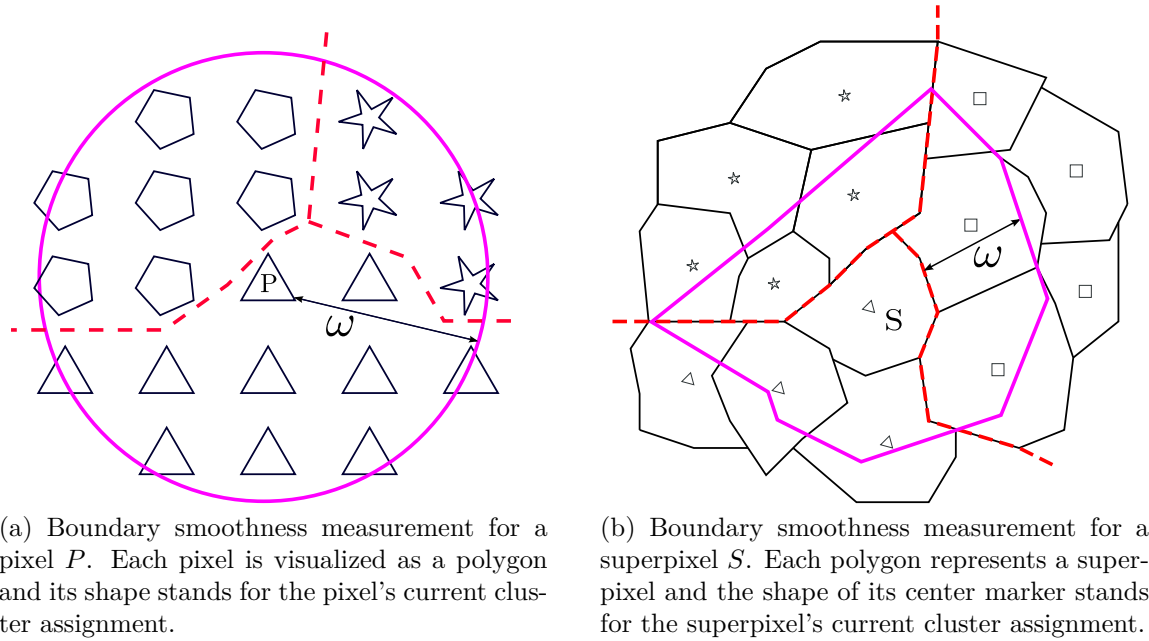 P
ω
S
ω
(a) Boundary smoothness measurement for a
pixel P. Each pixel is visualized as a polygon
and its shape stands for the pixel's current clus-
ter assignment.
(b) Boundary smoothness measurement for a
superpixel S. Each polygon represents a super-
pixel and the shape of its center marker stands
for the superpixel's current cluster assignment.